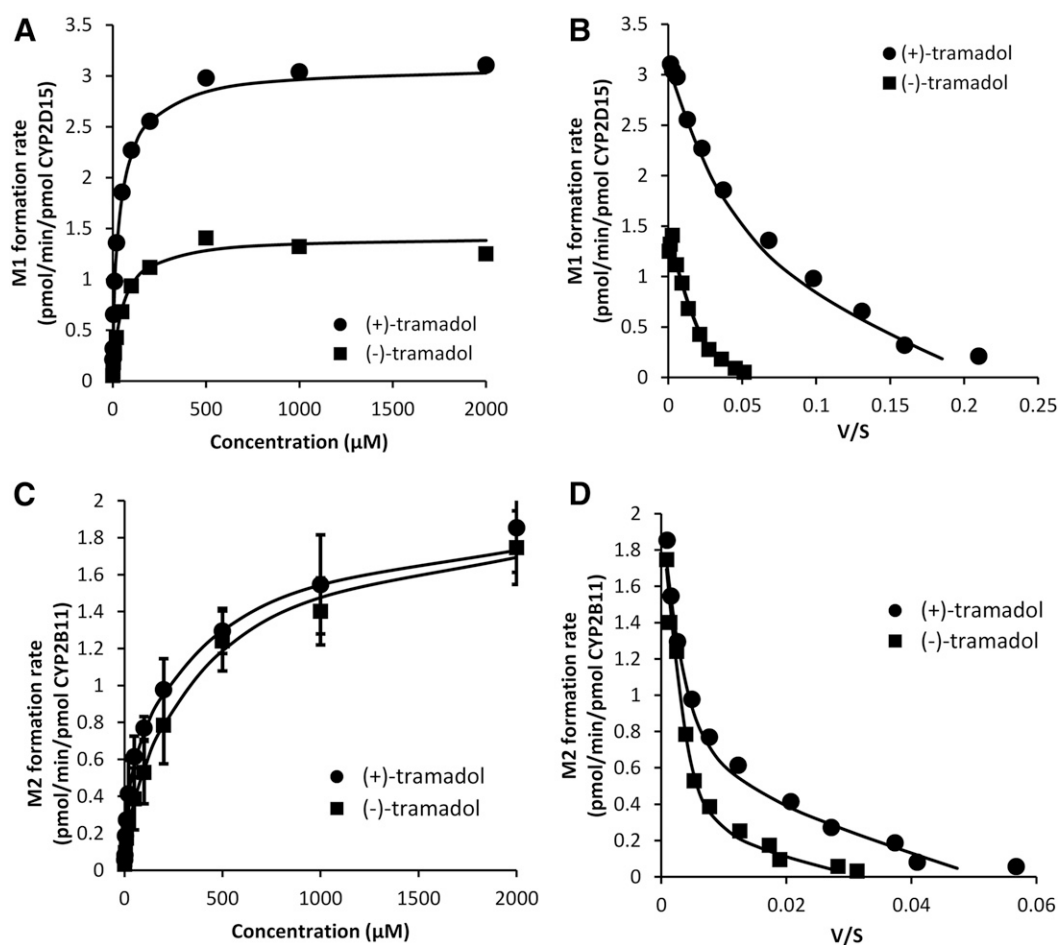 A
M1 formation rate
(pmol/min/pmol CYP2D15)
3.5
3
2.5
2
1.5
1
0.5
0
0
500
1000
1500
2000
Concentration (µM)
(+)-tramadol
(-)-tramadol
B
M1 formation rate
(pmol/min/pmol CYP2D15)
3.5
3
2.5
2
1.5
1
0.5
0
0
0.05
0.1
0.15
0.2
0.25
V/S
(+)-tramadol
(-)-tramadol
C
M2 formation rate
(pmol/min/pmol CYP2B11)
2
1.8
1.6
1.4
1.2
1
0.8
0.6
0.4
0.2
0
0
500
1000
1500
2000
Concentration (µM)
(+)-tramadol
(-)-tramadol
D
M2 formation rate
(pmol/min/pmol CYP2B11)
2
1.8
1.6
1.4
1.2
1
0.8
0.6
0.4
0.2
0
0
0.02
0.04
0.06
V/S
(+)-tramadol
(-)-tramadol